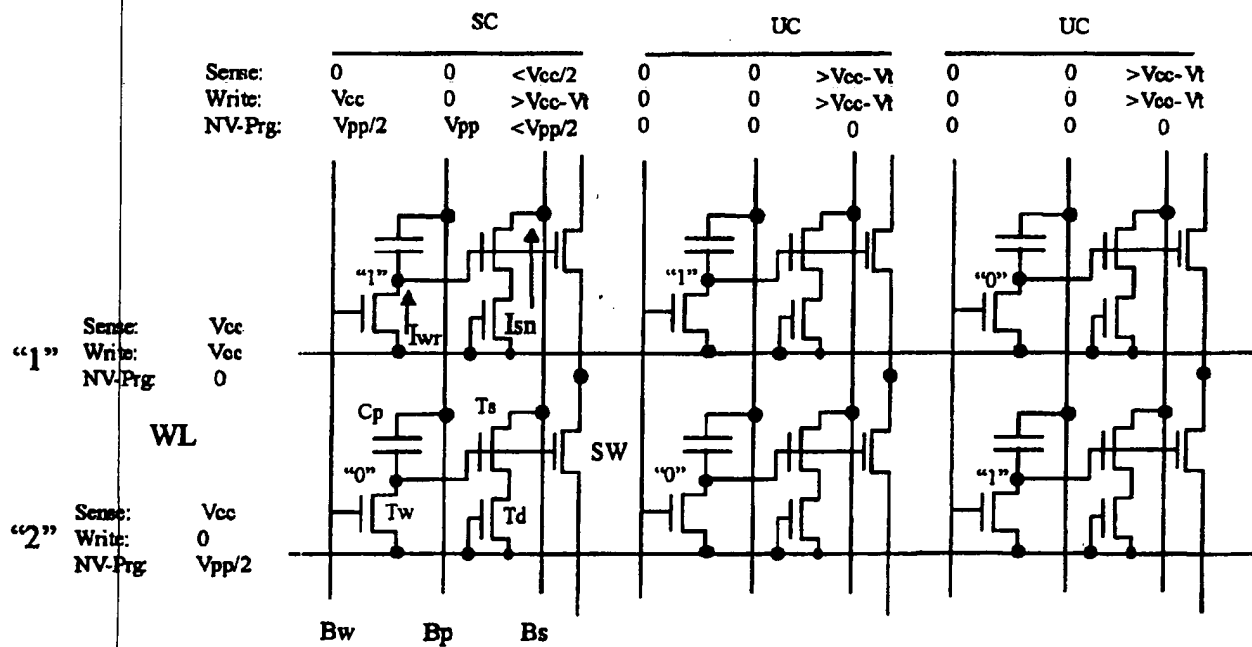 SC UC UC
Sense: 0 0 <Vcc/2 0 0 >Vcc-Vt 0 0 >Vcc-Vt
Write: Vcc 0 >Vcc-Vt 0 0 >Vcc-Vt 0 0 >Vcc-Vt
NV-Prg: Vpp/2 Vpp <Vpp/2 0 0 0 0 0 0
"1" "1" "0"
Iwr Isn
Sense: Vcc
"1" Write: Vcc
NV-Prg: 0
Cp Ts
WL SW
"0" "0" "1"
Tw Td
Sense: Vcc
"2" Write: 0
NV-Prg: Vpp/2
Bw Bp Bs